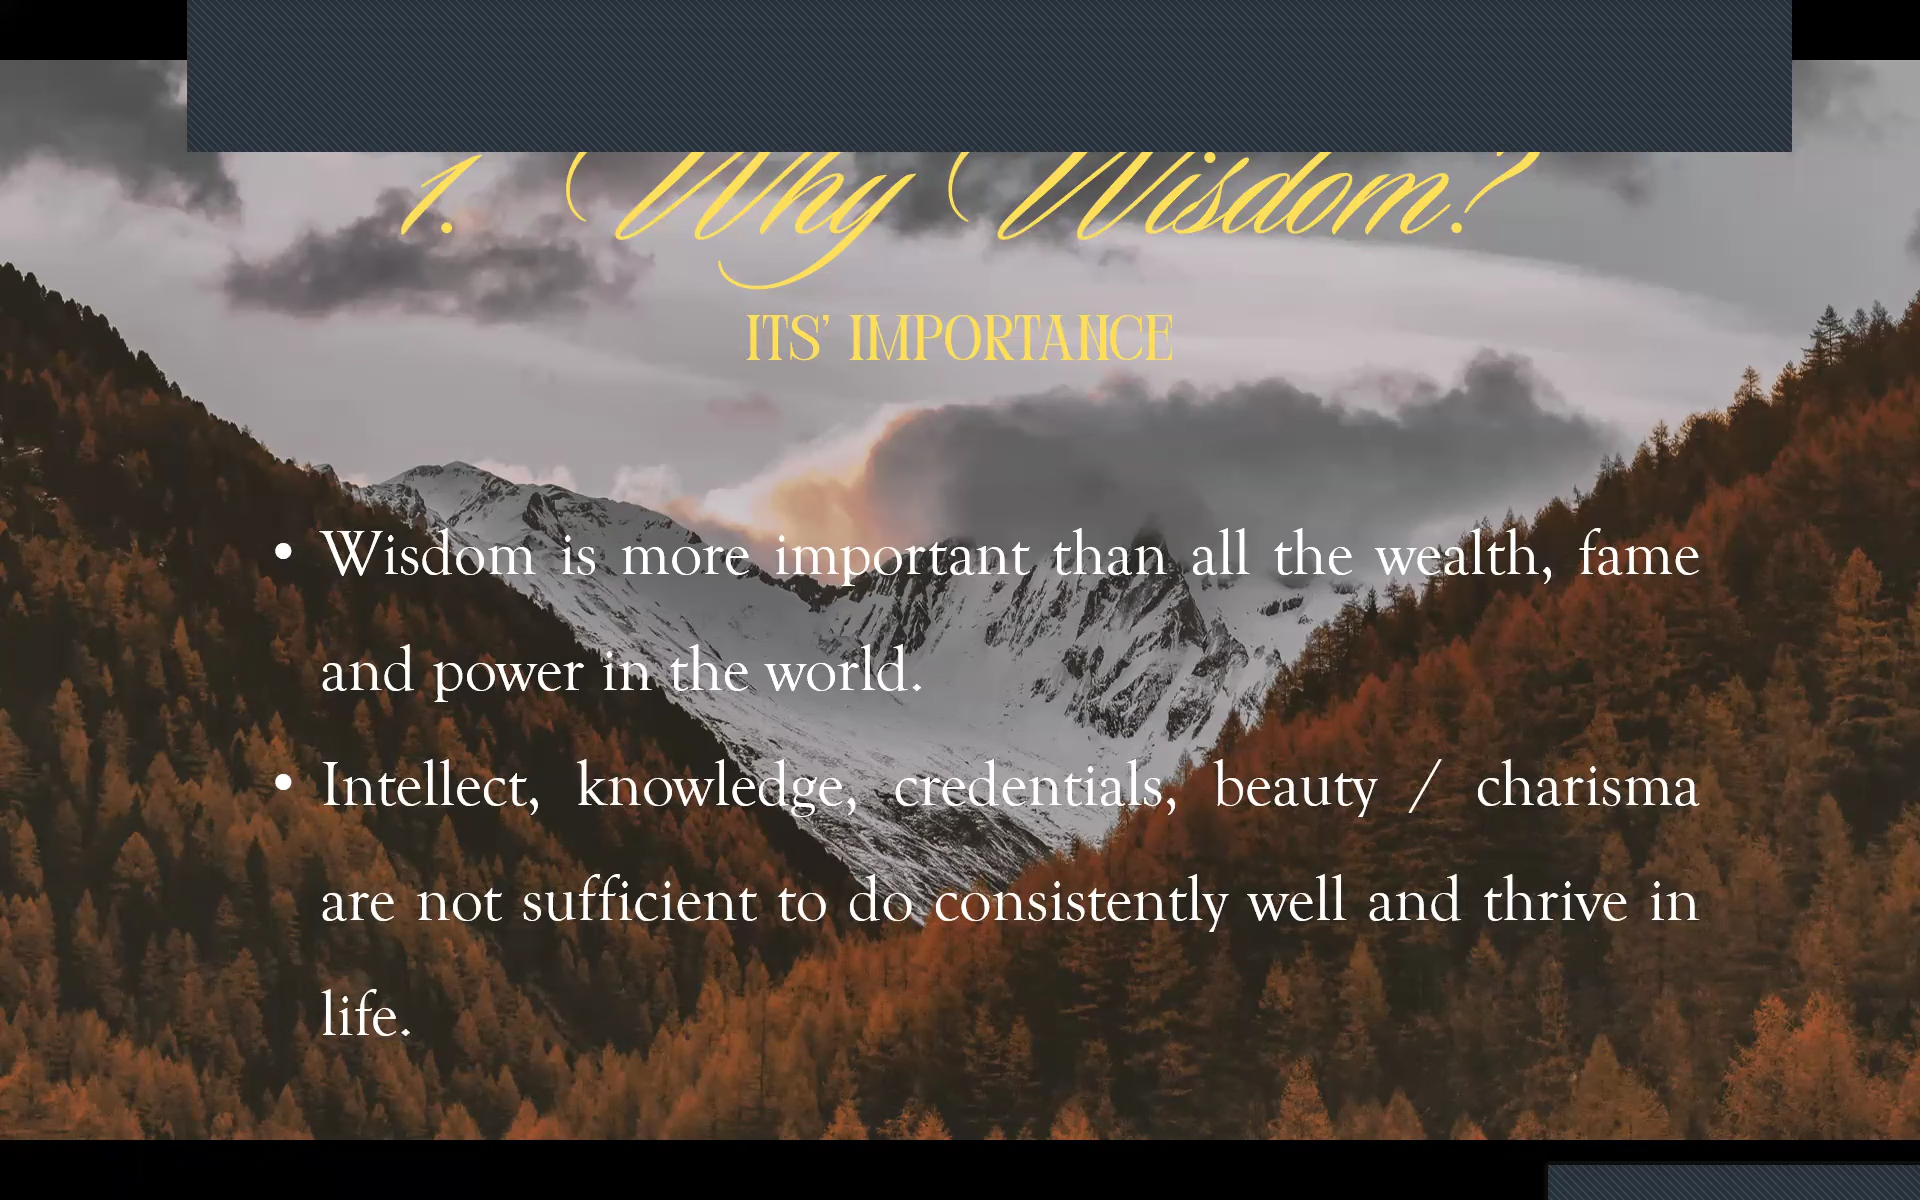 1. Why Wisdom?
ITS’ IMPORTANCE
• Wisdom is more important than all the wealth, fame
and power in the world.
• Intellect, knowledge, credentials, beauty / charisma
are not sufficient to do consistently well and thrive in
life.